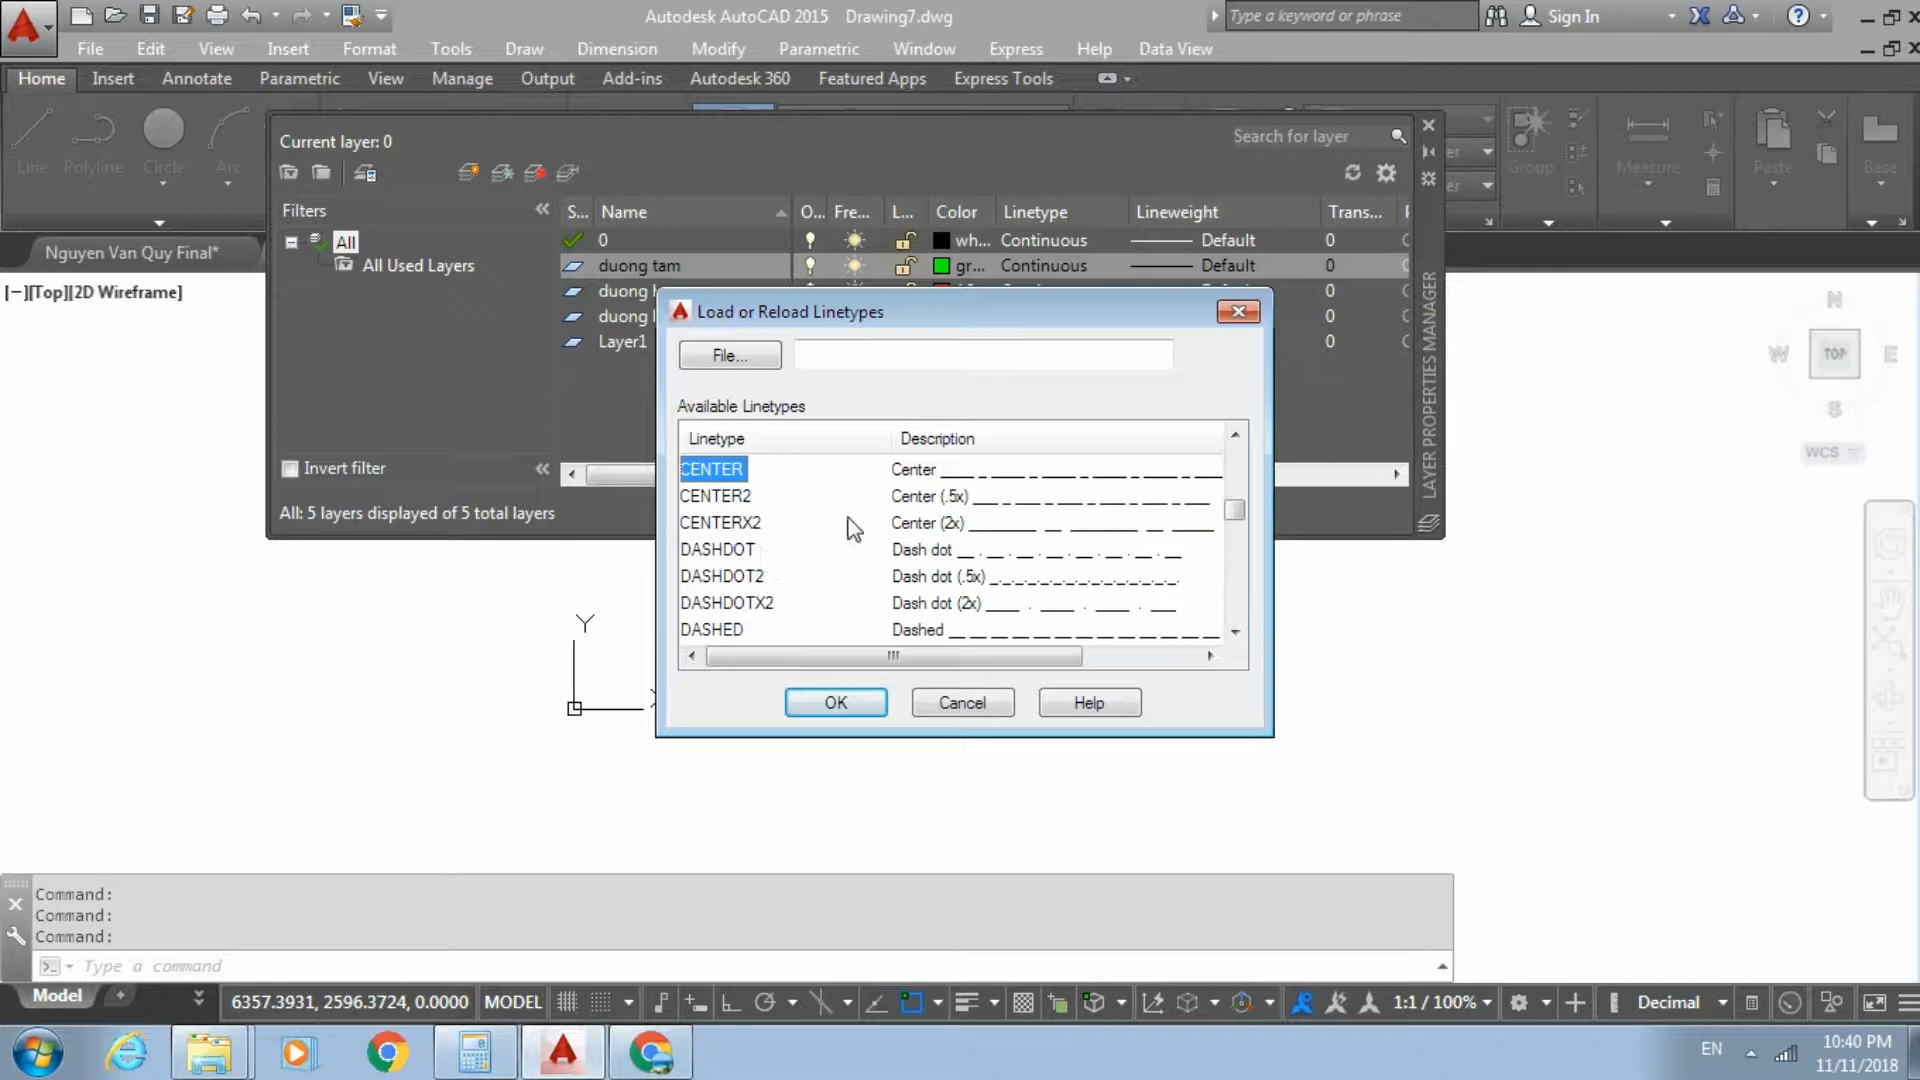 Autodesk AutoCAD 2015 Drawing7.dwg
Type a keyword or phrase
Sign In
File Edit View Insert Format Tools Draw Dimension Modify Parametric Window Express Help Data View
Home Insert Annotate Parametric View Manage Output Add-ins Autodesk 360 Featured Apps Express Tools
Line Polyline Circle Arc
Group Measure Paste Base
Current layer: 0
Search for layer
Filters
S... Name O... Fre... L... Color Linetype Lineweight Trans...
All
All Used Layers
0 wh... Continuous Default 0
duong tam gr... Continuous Default 0
duong 0
duong 0
Layer1 0
Invert filter
All: 5 layers displayed of 5 total layers
LAYER PROPERTIES MANAGER
Nguyen Van Quy Final*
[−][Top][2D Wireframe]
Load or Reload Linetypes
File...
Available Linetypes
Linetype Description
CENTER Center
CENTER2 Center (.5x)
CENTERX2 Center (2x)
DASHDOT Dash dot
DASHDOT2 Dash dot (.5x)
DASHDOTX2 Dash dot (2x)
DASHED Dashed
OK Cancel Help
N
W TOP E
S
WCS
Y
Command:
Command:
Command:
Type a command
Model
6357.3931, 2596.3724, 0.0000 MODEL
1:1 / 100%
Decimal
EN
10:40 PM
11/11/2018